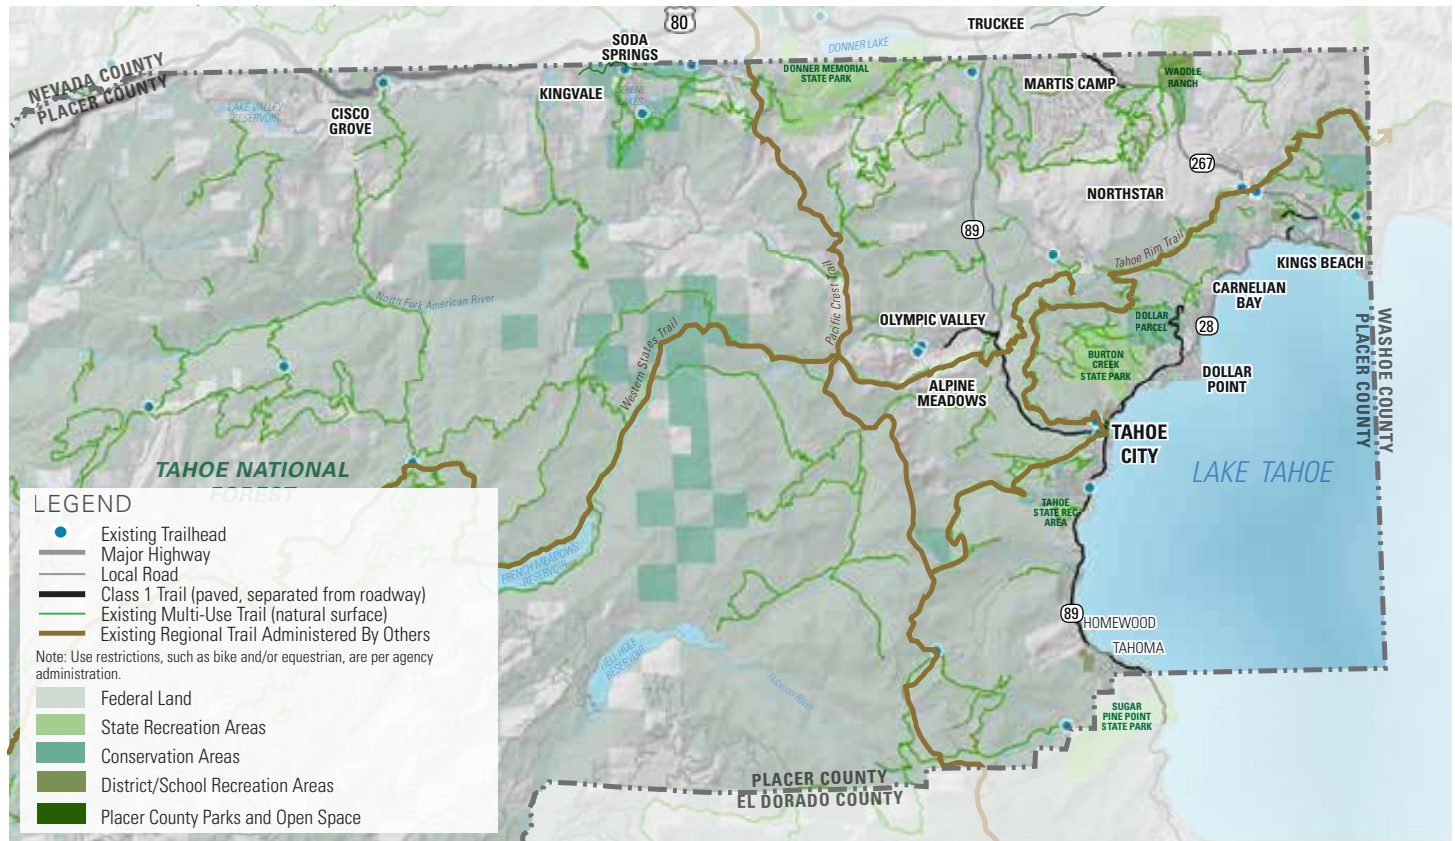 80
TRUCKEE
SODA
SPRINGS
DONNER LAKE
NEVADA COUNTY
PLACER COUNTY
DONNER MEMORIAL
STATE PARK
WADDLE
RANCH
MARTIS CAMP
KINGVALE
SERENE
LAKES
CISCO
GROVE
LAKE VALLEY
RESERVOIR
267
NORTHSTAR
89
Tahoe Rim Trail
KINGS BEACH
Pacific Crest Trail
CARNELIAN
BAY
North Fork American River
WASHOE COUNTY
PLACER COUNTY
OLYMPIC VALLEY
DOLLAR
PARCEL
28
Western States Trail
BURTON
CREEK
STATE PARK
DOLLAR
POINT
ALPINE
MEADOWS
TAHOE
CITY
TAHOE NATIONAL
FOREST
LAKE TAHOE
TAHOE
STATE REC
AREA
FRENCH MEADOWS
RESERVOIR
89
HOMEWOOD
TAHOMA
HELL HOLE
RESERVOIR
Rubicon River
SUGAR
PINE POINT
STATE PARK
PLACER COUNTY
EL DORADO COUNTY
LEGEND
Existing Trailhead
Major Highway
Local Road
Class 1 Trail (paved, separated from roadway)
Existing Multi-Use Trail (natural surface)
Existing Regional Trail Administered By Others
Note: Use restrictions, such as bike and/or equestrian, are per agency
administration.
Federal Land
State Recreation Areas
Conservation Areas
District/School Recreation Areas
Placer County Parks and Open Space